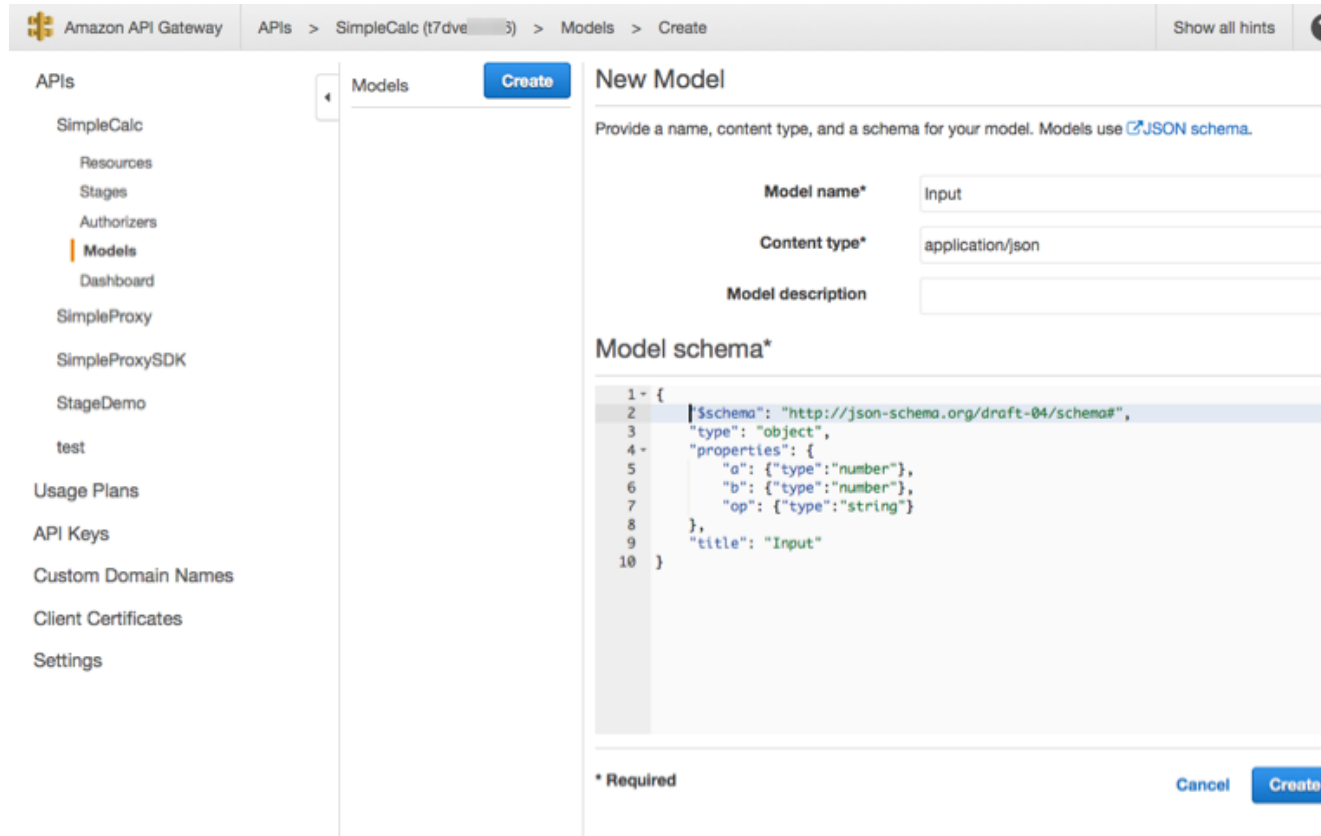 Amazon API Gateway APIs > SimpleCalc (t7dve 6) > Models > Create Show all hints
APIs
SimpleCalc
Resources
Stages
Authorizers
Models
Dashboard
SimpleProxy
SimpleProxySDK
StageDemo
test
Usage Plans
API Keys
Custom Domain Names
Client Certificates
Settings
Models Create
New Model
Provide a name, content type, and a schema for your model. Models use JSON schema.
Model name* Input
Content type* application/json
Model description
Model schema*
1 {
2 "$schema": "http://json-schema.org/draft-04/schema#",
3 "type": "object",
4 "properties": {
5 "a": {"type":"number"},
6 "b": {"type":"number"},
7 "op": {"type":"string"}
8 },
9 "title": "Input"
10 }
* Required Cancel Create